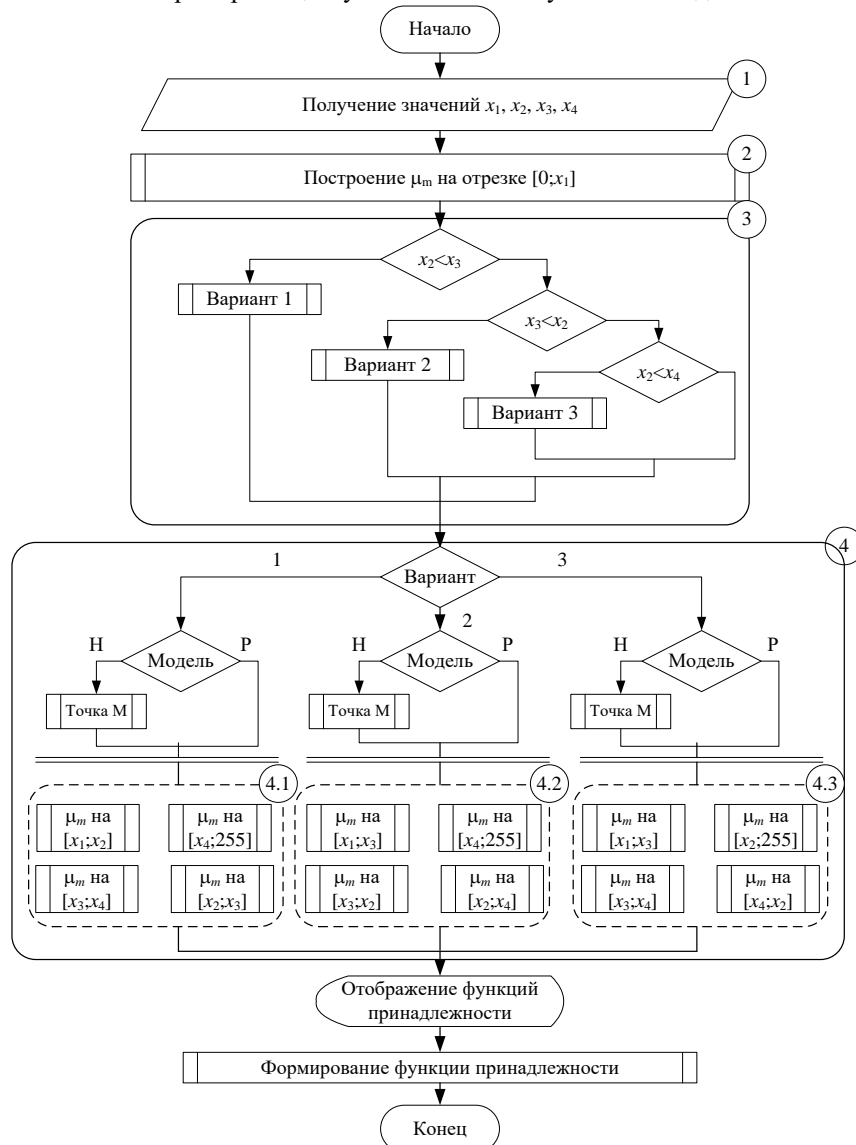 Начало
1
Получение значений x1, x2, x3, x4
2
Построение μm на отрезке [0;x1]
3
x2<x3
Вариант 1
x3<x2
Вариант 2
x2<x4
Вариант 3
4
1
Вариант
3
2
Н
Модель
Р
Н
Модель
Р
Н
Модель
Р
Точка М
Точка М
Точка М
4.1
4.2
4.3
μm на
[x1;x2]
μm на
[x4;255]
μm на
[x3;x4]
μm на
[x2;x3]
μm на
[x1;x3]
μm на
[x4;255]
μm на
[x3;x2]
μm на
[x2;x4]
μm на
[x1;x3]
μm на
[x2;255]
μm на
[x3;x4]
μm на
[x4;x2]
Отображение функций
принадлежности
Формирование функции принадлежности
Конец